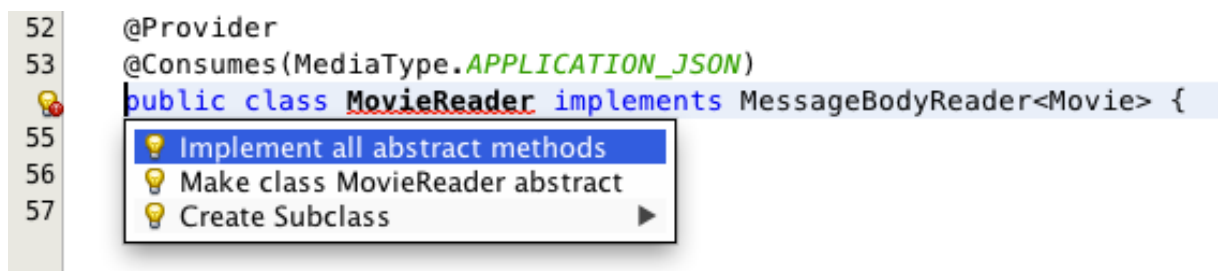 52 @Provider
53 @Consumes(MediaType.APPLICATION_JSON)
public class MovieReader implements MessageBodyReader<Movie> {
55 Implement all abstract methods
56 Make class MovieReader abstract
57 Create Subclass